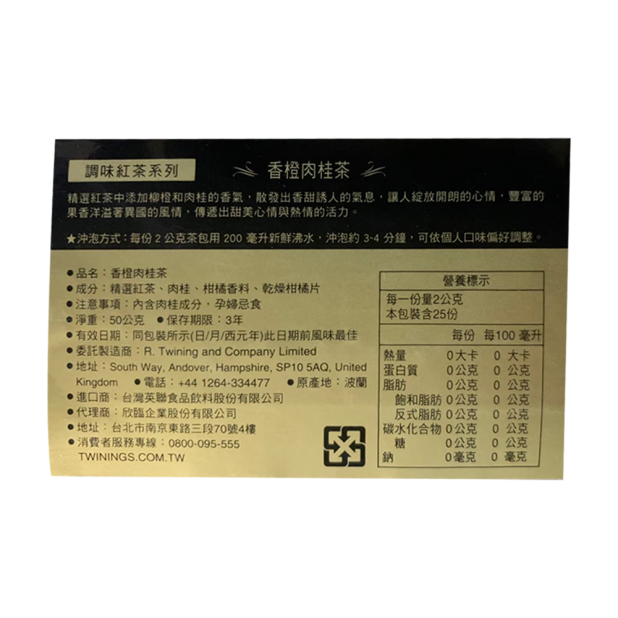 調味紅茶系列
香橙肉桂茶
精選紅茶中添加柳橙和肉桂的香氣，散發出香甜誘人的氣息，讓人綻放開朗的心情，豐富的
果香洋溢著異國的風情，傳遞出甜美心情與熱情的活力。
★沖泡方式：每份 2 公克茶包用 200 毫升新鮮沸水，沖泡約 3-4 分鐘，可依個人口味偏好調整。
●品名：香橙肉桂茶
●成分：精選紅茶、肉桂、柑橘香料、乾燥柑橘片
●注意事項：內含肉桂成分，孕婦忌食
●淨重：50公克 ●保存期限：3年
●有效日期：同包裝所示(日/月/西元年)此日期前風味最佳
●委託製造商：R. Twining and Company Limited
●地址：South Way, Andover, Hampshire, SP10 5AQ, United
Kingdom ●電話：+44 1264-334477 ●原產地：波蘭
●進口商：台灣英聯食品飲料股份有限公司
●代理商：欣臨企業股份有限公司
●地址：台北市南京東路三段70號4樓
●消費者服務專線：0800-095-555
TWININGS.COM.TW
營養標示
每一份量2公克
本包裝含25份
每份 每100 毫升
熱量 0 大卡 0 大卡
蛋白質 0 公克 0 公克
脂肪 0 公克 0 公克
飽和脂肪 0 公克 0 公克
反式脂肪 0 公克 0 公克
碳水化合物 0 公克 0 公克
糖 0 公克 0 公克
鈉 0 毫克 0 毫克